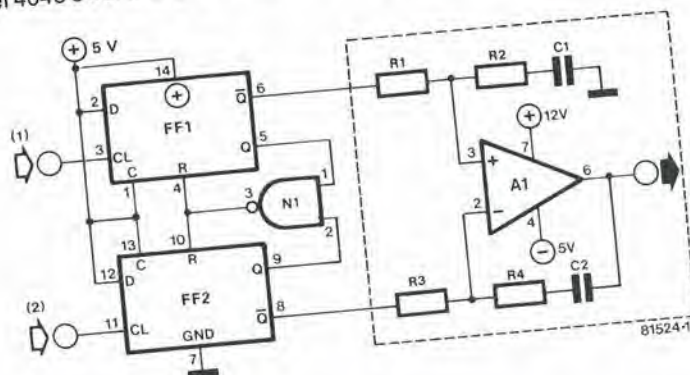 5 V
14
2
D
Q̅
6
FF1
(1)
3
CL
Q
5
C
R
1
4
3
N1
1
2
13
10
C
R
12
D
Q
9
FF2
(2)
11
CL
Q̅
8
GND
7
R1
R2
C1
12V
7
3
+
A1
6
2
-
4
5V
R3
R4
C2
81524-1